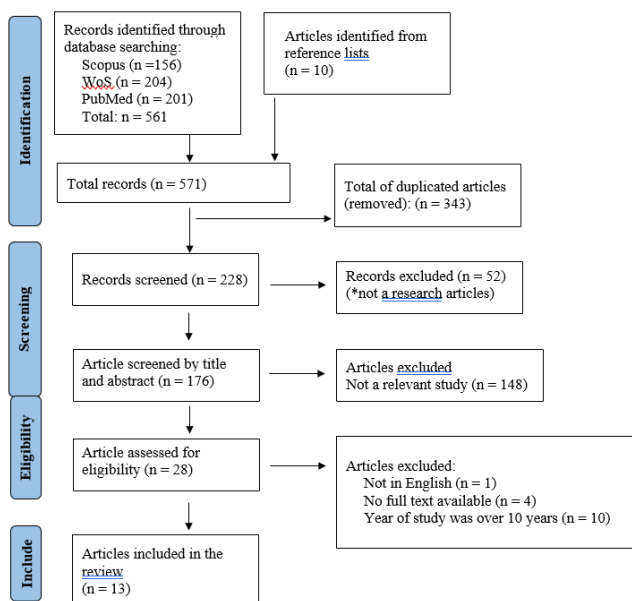 Identification
Records identified through
database searching:
Scopus (n =156)
WoS (n = 204)
PubMed (n = 201)
Total: n = 561
Articles identified from
reference lists
(n = 10)
Total records (n = 571)
Total of duplicated articles
(removed): (n = 343)
Screening
Records screened (n = 228)
Records excluded (n = 52)
(*not a research articles)
Article screened by title
and abstract (n = 176)
Articles excluded
Not a relevant study (n = 148)
Eligibility
Article assessed for
eligibility (n = 28)
Articles excluded:
Not in English (n = 1)
No full text available (n = 4)
Year of study was over 10 years (n = 10)
Include
Articles included in the
review
(n = 13)